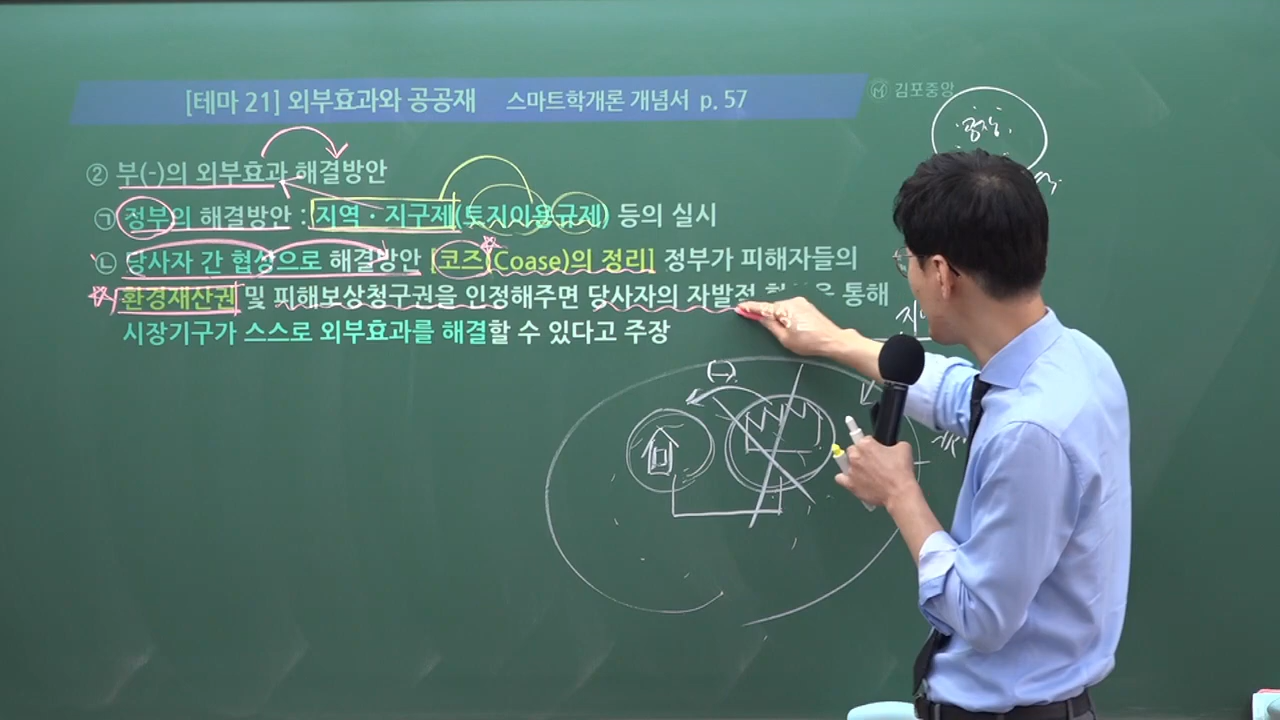 [테마 21] 외부효과와 공공재 스마트학개론 개념서 p. 57
김포중앙
공장
② 부(-)의 외부효과 해결방안
㉠ 정부의 해결방안 : 지역·지구제(토지이용규제) 등의 실시
㉡ 당사자 간 협상으로 해결방안 [코즈(Coase)의 정리] 정부가 피해자들의
환경재산권 및 피해보상청구권을 인정해주면 당사자의 자발적 을 통해
시장기구가 스스로 외부효과를 해결할 수 있다고 주장
(-)